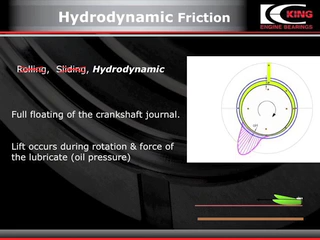 Hydrodynamic Friction
KING
ENGINE BEARINGS
Rolling, Sliding, Hydrodynamic
Full floating of the crankshaft journal.
Lift occurs during rotation & force of
the lubricate (oil pressure)